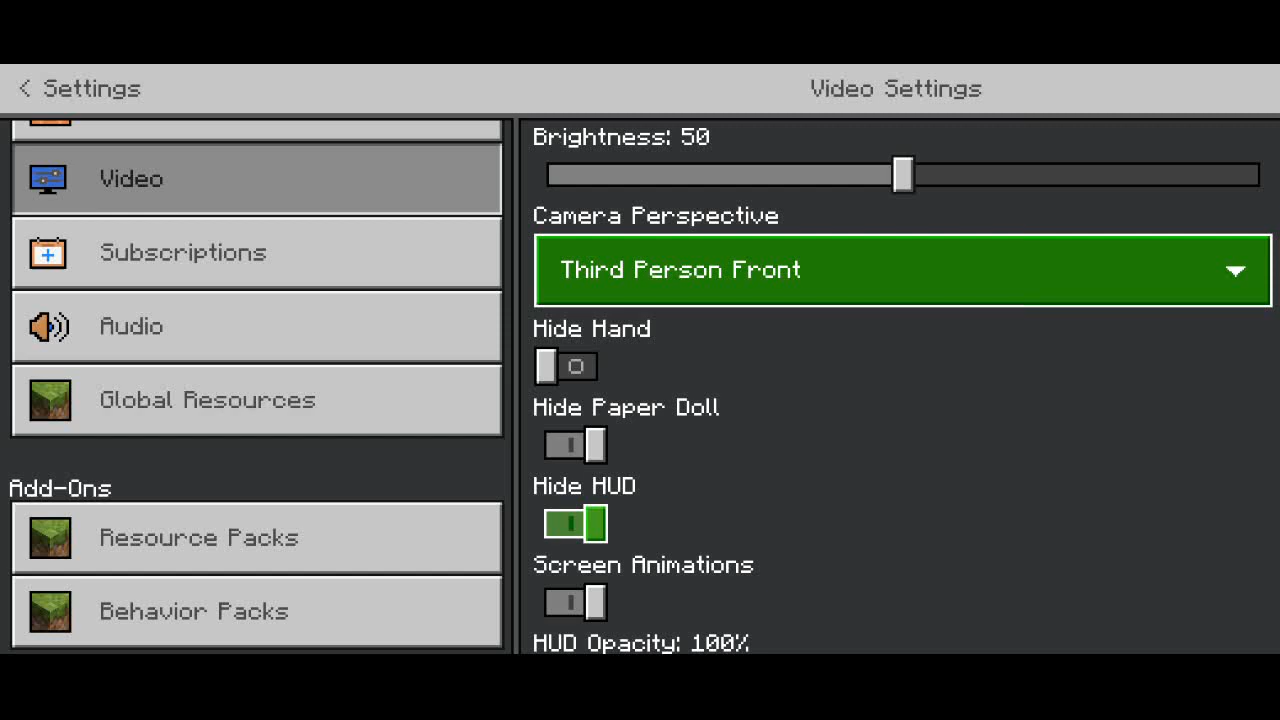 Settings
Video Settings
Video
Subscriptions
Audio
Global Resources
Add-Ons
Resource Packs
Behavior Packs
Brightness: 50
Camera Perspective
Third Person Front
Hide Hand
Hide Paper Doll
Hide HUD
Screen Animations
HUD Opacity: 100%